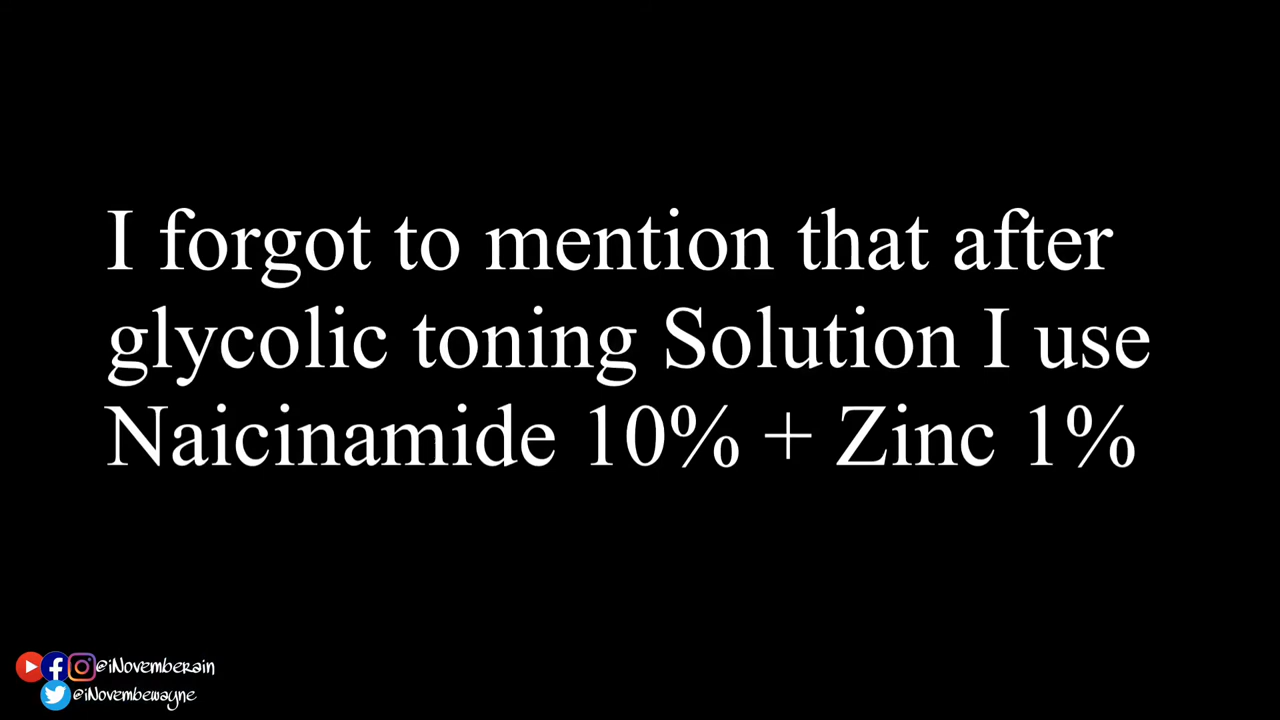 I forgot to mention that after
glycolic toning Solution I use
Naicinamide 10% + Zinc 1%
@iNovemberain
@iNovembewayne